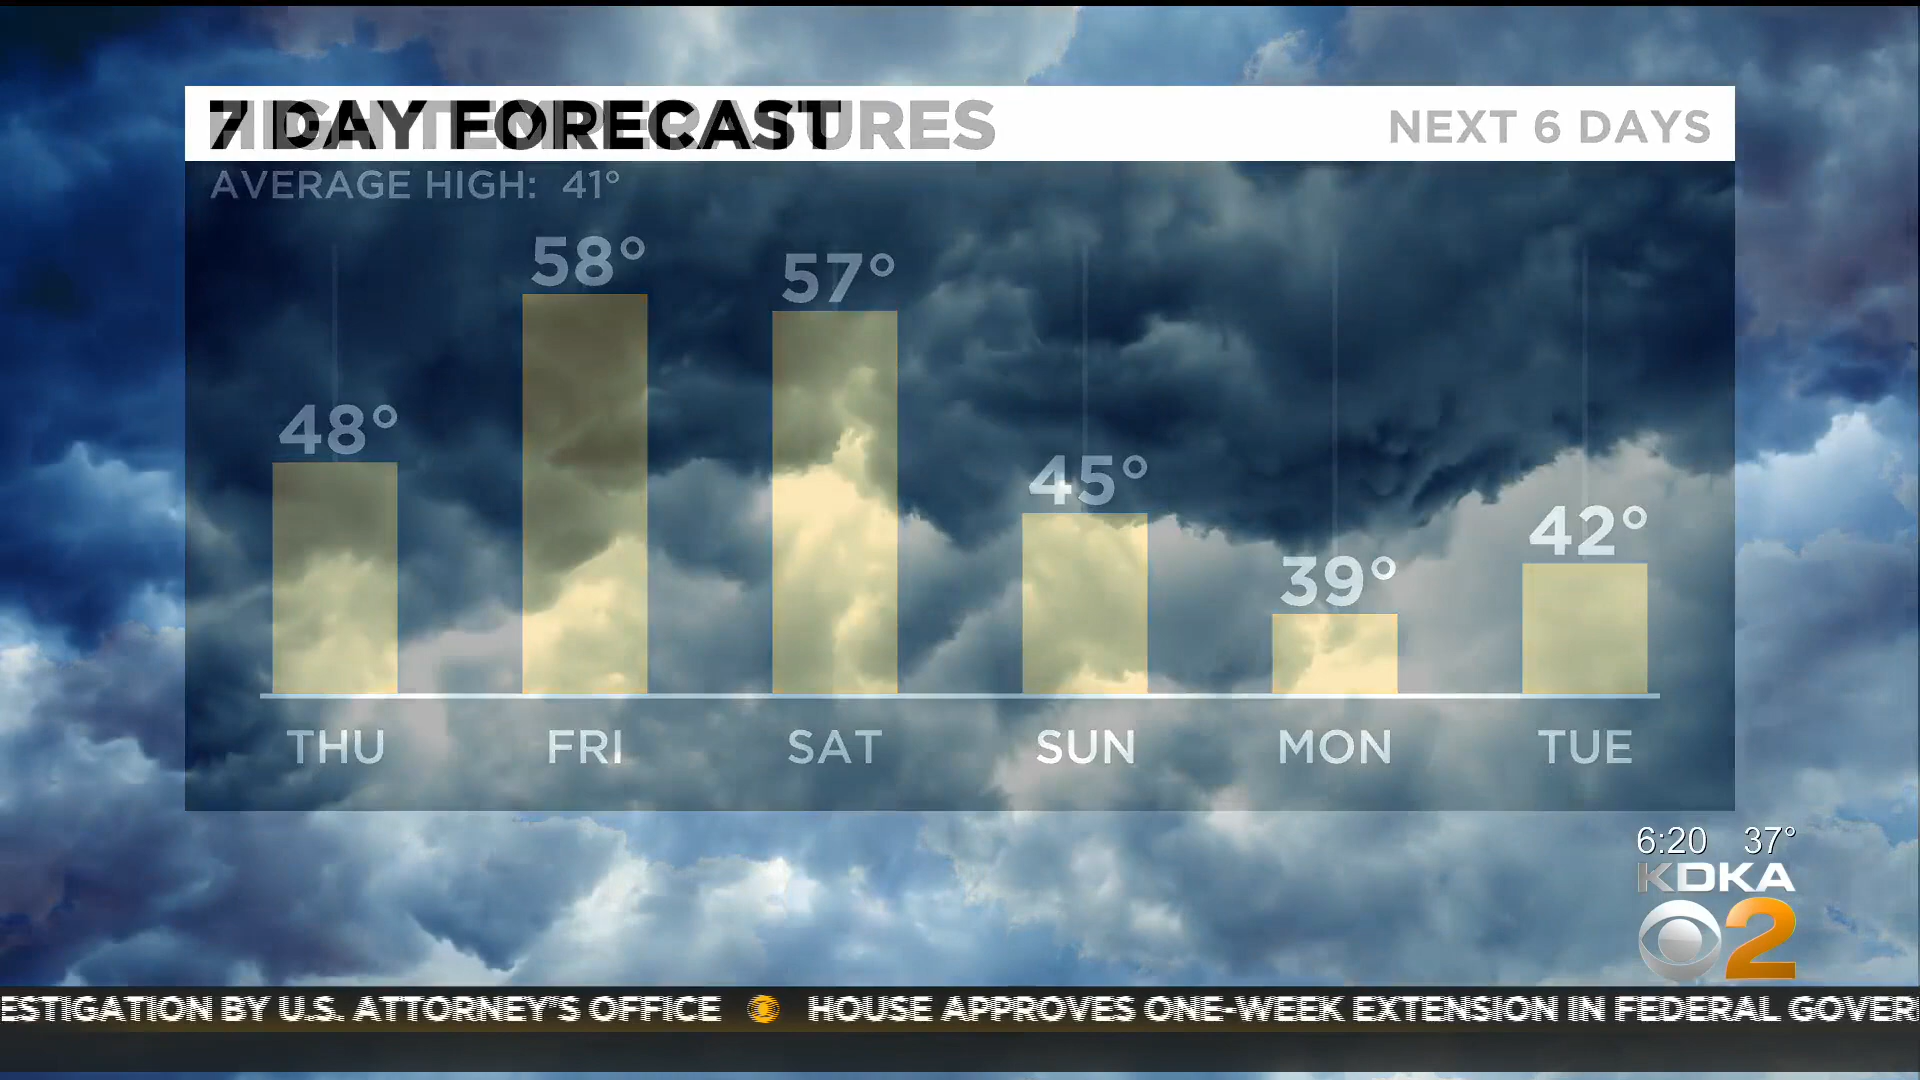 7 DAY FORECAST
HIGH TEMPERATURES
NEXT 6 DAYS
AVERAGE HIGH: 41°
48° 58° 57° 45° 39° 42°
THU FRI SAT SUN MON TUE
6:20 37°
KDKA
2
ESTIGATION BY U.S. ATTORNEY'S OFFICE HOUSE APPROVES ONE-WEEK EXTENSION IN FEDERAL GOVER